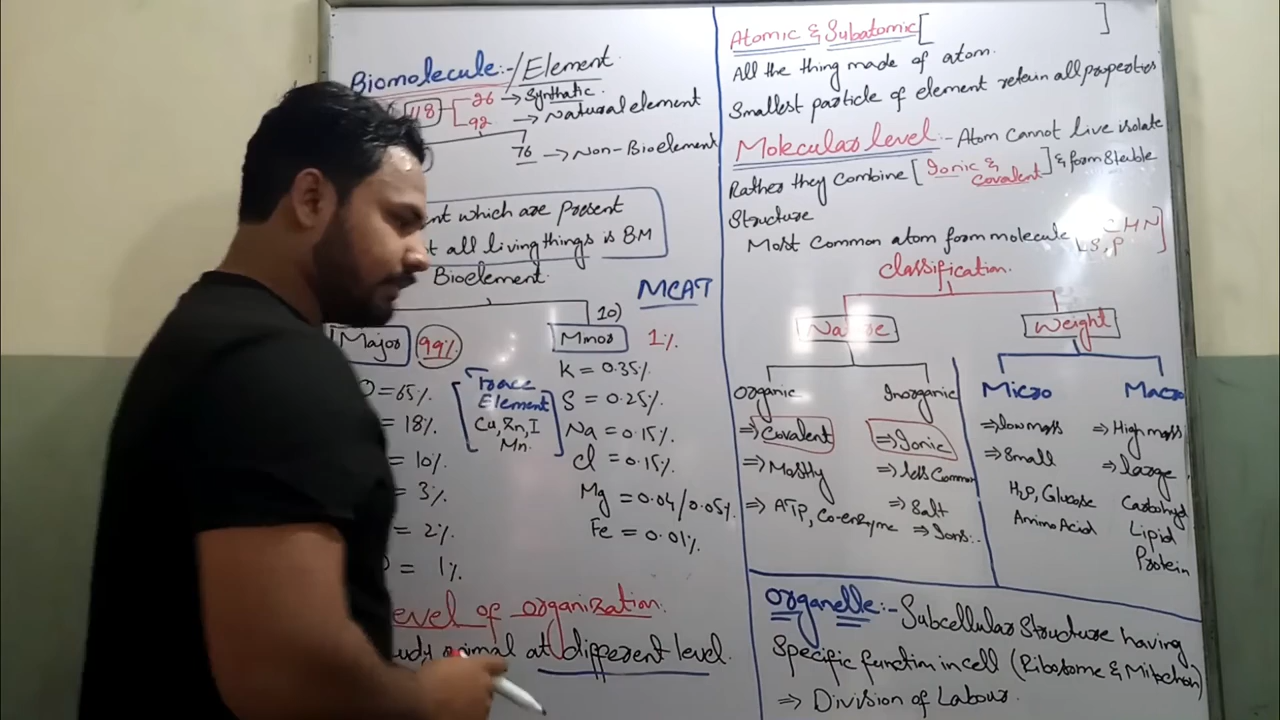 Biomolecule:-/Element
118 26 → Synthatic.
92 → Natural element
76 → Non-Bioelement
ent which are present
t all living things is BM
Bioelement.
MCAT
Major 99%
10)
Minor 1%
O = 65%
= 18%
= 10%
= 3%
= 2%
= 1%
Trace
Element
Cu, Zn, I
Mn.
K = 0.35%
S = 0.25%
Na = 0.15%
Cl = 0.15%
Mg = 0.04/0.05%
Fe = 0.01%
evel of organization.
udy animal at different level.
Atomic & Subatomic [ ]
All the thing made of atom.
Smallest particle of element retain all properties
Molecular level:- Atom cannot live isolate
Rather they combine [Ionic & Covalent] & form Stable
Structure
Most Common atom form molecule CHN
S, P]
Classification.
Nature
Weight
Organic
⇒ Covalent
⇒ Mostly
⇒ ATP, Co-enzyme
Inorganic
⇒ Ionic
⇒ less Common
⇒ Salt
⇒ Ions..
Micro
⇒ low mass
⇒ Small
H₂O, Glucose
Amino Acid
Macro
⇒ High mass
⇒ large
Carbohyd
Lipid
Protein
Organelle:- Subcellular Structure having
Specific function in cell (Ribosome & Mitochon)
⇒ Division of Labour.